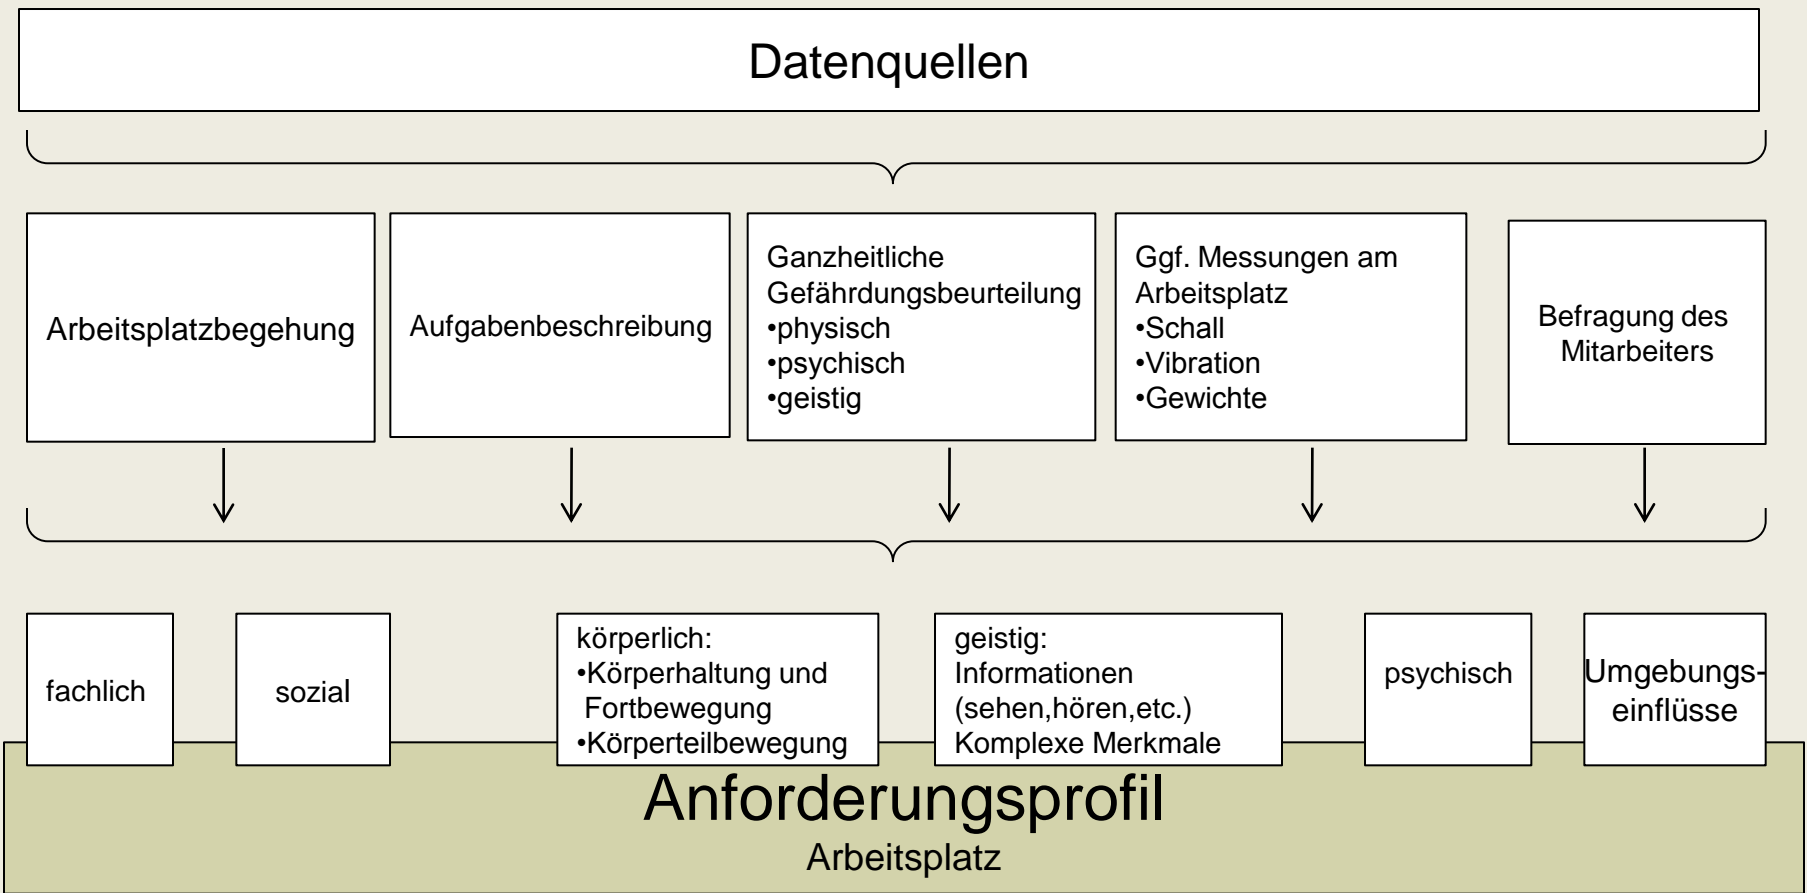 Datenquellen
Arbeitsplatzbegehung
Aufgabenbeschreibung
Ganzheitliche
Gefährdungsbeurteilung
•physisch
•psychisch
•geistig
Ggf. Messungen am
Arbeitsplatz
•Schall
•Vibration
•Gewichte
Befragung des
Mitarbeiters
fachlich
sozial
körperlich:
•Körperhaltung und
Fortbewegung
•Körperteilbewegung
geistig:
Informationen
(sehen,hören,etc.)
Komplexe Merkmale
psychisch
Umgebungs-
einflüsse
Anforderungsprofil
Arbeitsplatz